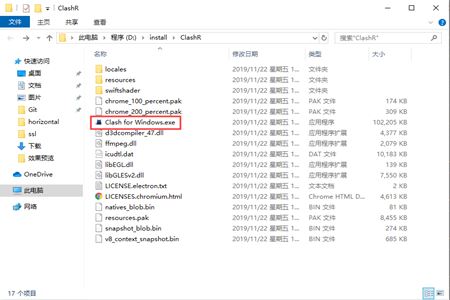 ClashR
文件 主页 共享 查看
此电脑 程序 (D:) install ClashR
搜索"ClashR"
名称 修改日期 类型 大小
快速访问
桌面
文档
图片
Git
horizontal
ssl
下载
效果预览
OneDrive
此电脑
网络
locales 2019/11/22 星期五 1... 文件夹
resources 2019/11/22 星期五 1... 文件夹
swiftshader 2019/11/22 星期五 1... 文件夹
chrome_100_percent.pak 2019/11/22 星期五 1... PAK 文件 174 KB
chrome_200_percent.pak 2019/11/22 星期五 1... PAK 文件 309 KB
Clash for Windows.exe 2019/11/22 星期五 1... 应用程序 102,205 KB
d3dcompiler_47.dll 2019/11/22 星期五 1... 应用程序扩展 4,377 KB
ffmpeg.dll 2019/11/22 星期五 1... 应用程序扩展 2,040 KB
icudtl.dat 2019/11/22 星期五 1... DAT 文件 10,183 KB
libEGL.dll 2019/11/22 星期五 1... 应用程序扩展 139 KB
libGLESv2.dll 2019/11/22 星期五 1... 应用程序扩展 7,550 KB
LICENSE.electron.txt 2019/11/22 星期五 1... 文本文档 2 KB
LICENSES.chromium.html 2019/11/22 星期五 1... Chrome HTML D... 4,613 KB
natives_blob.bin 2019/11/22 星期五 1... BIN 文件 81 KB
resources.pak 2019/11/22 星期五 1... PAK 文件 8,455 KB
snapshot_blob.bin 2019/11/22 星期五 1... BIN 文件 274 KB
v8_context_snapshot.bin 2019/11/22 星期五 1... BIN 文件 685 KB
17 个项目